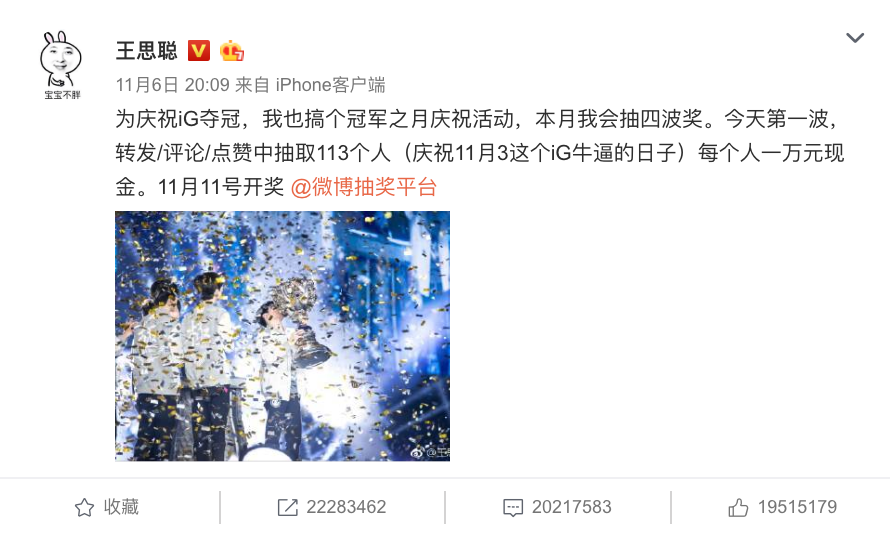 宝宝不胖
王思聪
11月6日 20:09 来自 iPhone客户端
为庆祝iG夺冠，我也搞个冠军之月庆祝活动，本月我会抽四波奖。今天第一波，
转发/评论/点赞中抽取113个人（庆祝11月3这个iG牛逼的日子）每个人一万元现
金。11月11号开奖 @微博抽奖平台
收藏
22283462
20217583
19515179